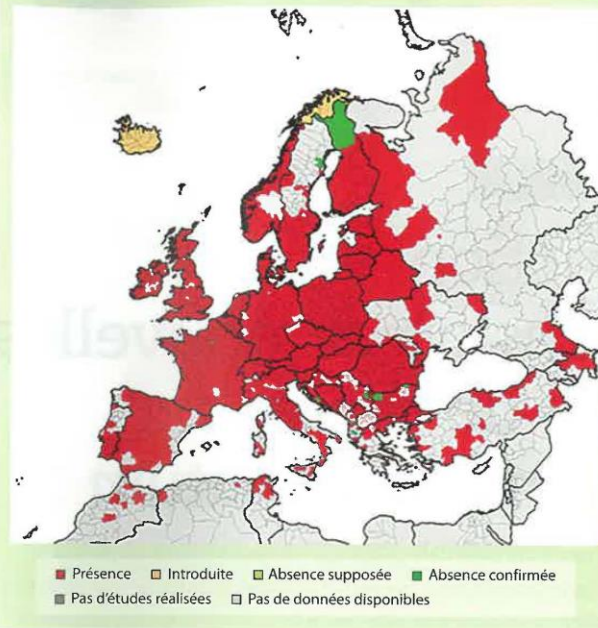 Présence Introduite Absence supposée Absence confirmée
Pas d'études réalisées Pas de données disponibles